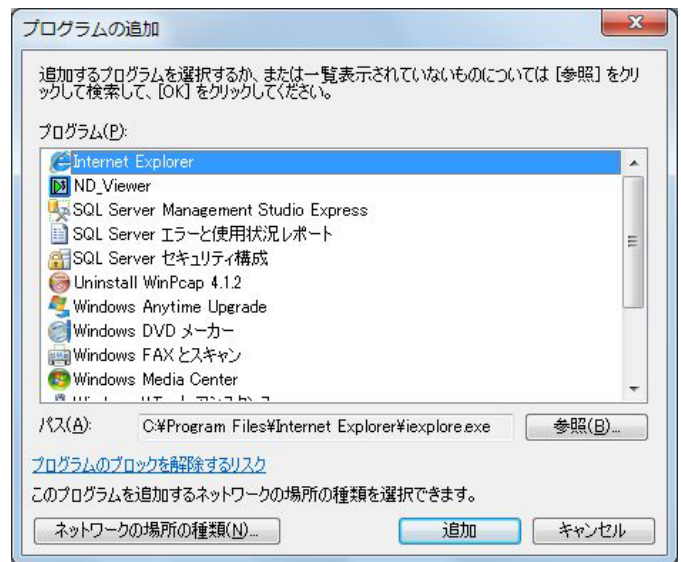 プログラムの追加
追加するプログラムを選択するか、または一覧表示されていないものについては [参照] をクリ
ックして検索して、[OK] をクリックしてください。
プログラム(P):
Internet Explorer
ND_Viewer
SQL Server Management Studio Express
SQL Server エラーと使用状況レポート
SQL Server セキュリティ構成
Uninstall WinPcap 4.1.2
Windows Anytime Upgrade
Windows DVD メーカー
Windows FAX とスキャン
Windows Media Center
パス(A): C:¥Program Files¥Internet Explorer¥iexplore.exe 参照(B)...
プログラムのブロックを解除するリスク
このプログラムを追加するネットワークの場所の種類を選択できます。
ネットワークの場所の種類(N)... 追加 キャンセル